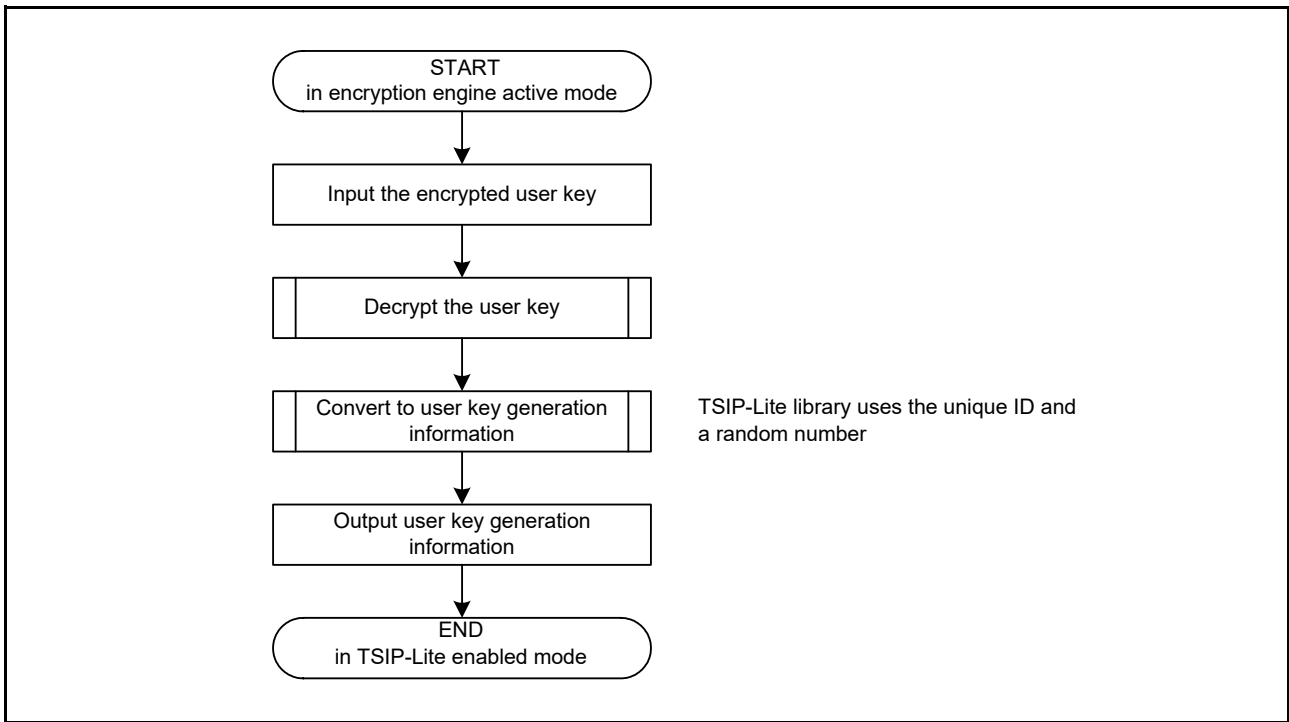 START
in encryption engine active mode
Input the encrypted user key
Decrypt the user key
Convert to user key generation
information
TSIP-Lite library uses the unique ID and
a random number
Output user key generation
information
END
in TSIP-Lite enabled mode